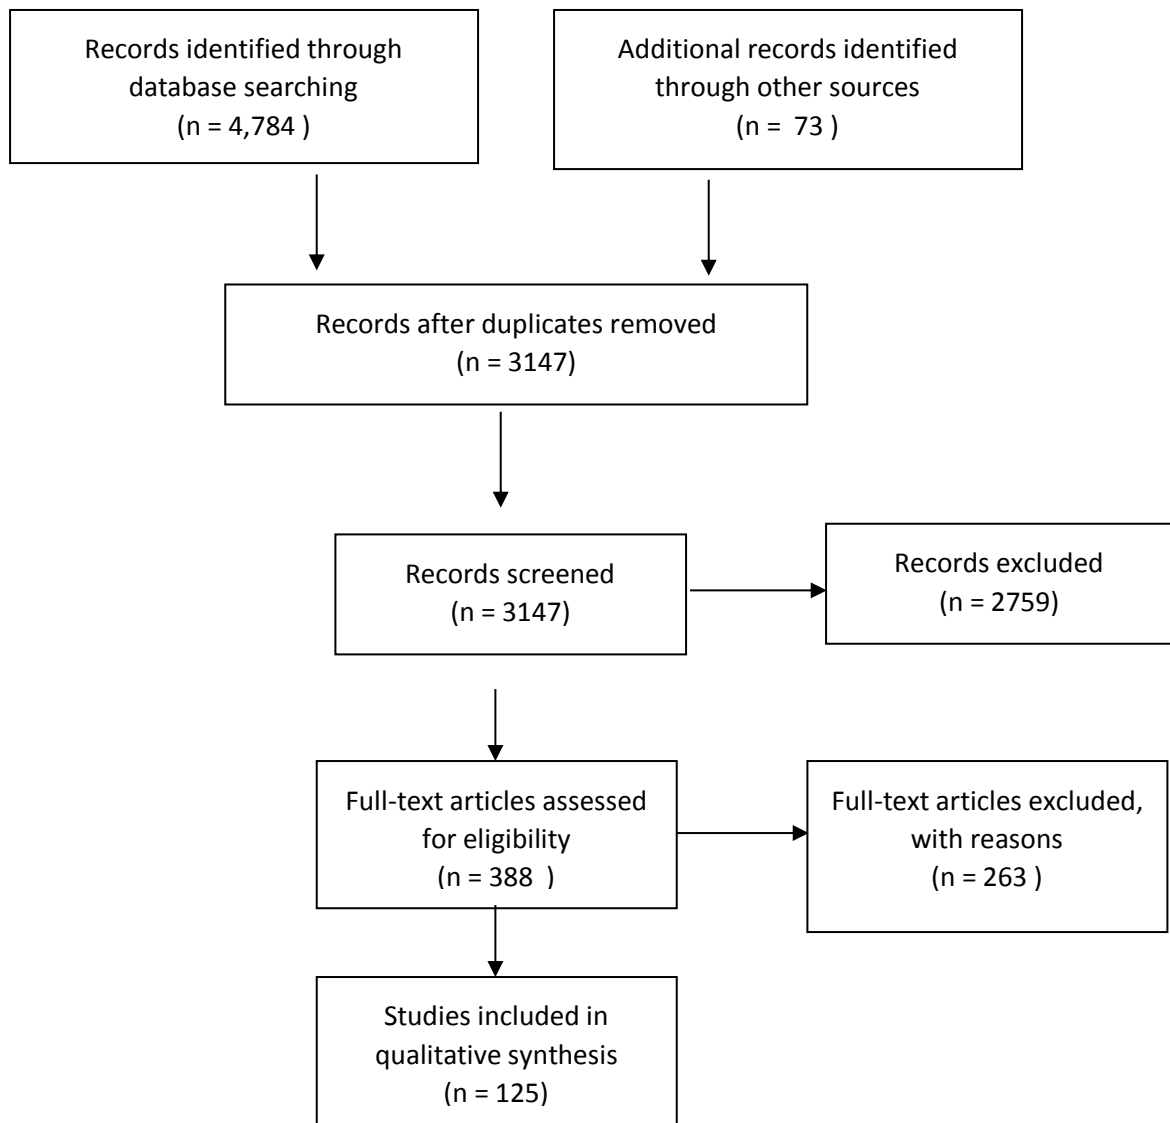 Records identified through
database searching
(n = 4,784 )
Additional records identified
through other sources
(n = 73 )
Records after duplicates removed
(n = 3147)
Records screened
(n = 3147)
Records excluded
(n = 2759)
Full-text articles assessed
for eligibility
(n = 388 )
Full-text articles excluded,
with reasons
(n = 263 )
Studies included in
qualitative synthesis
(n = 125)